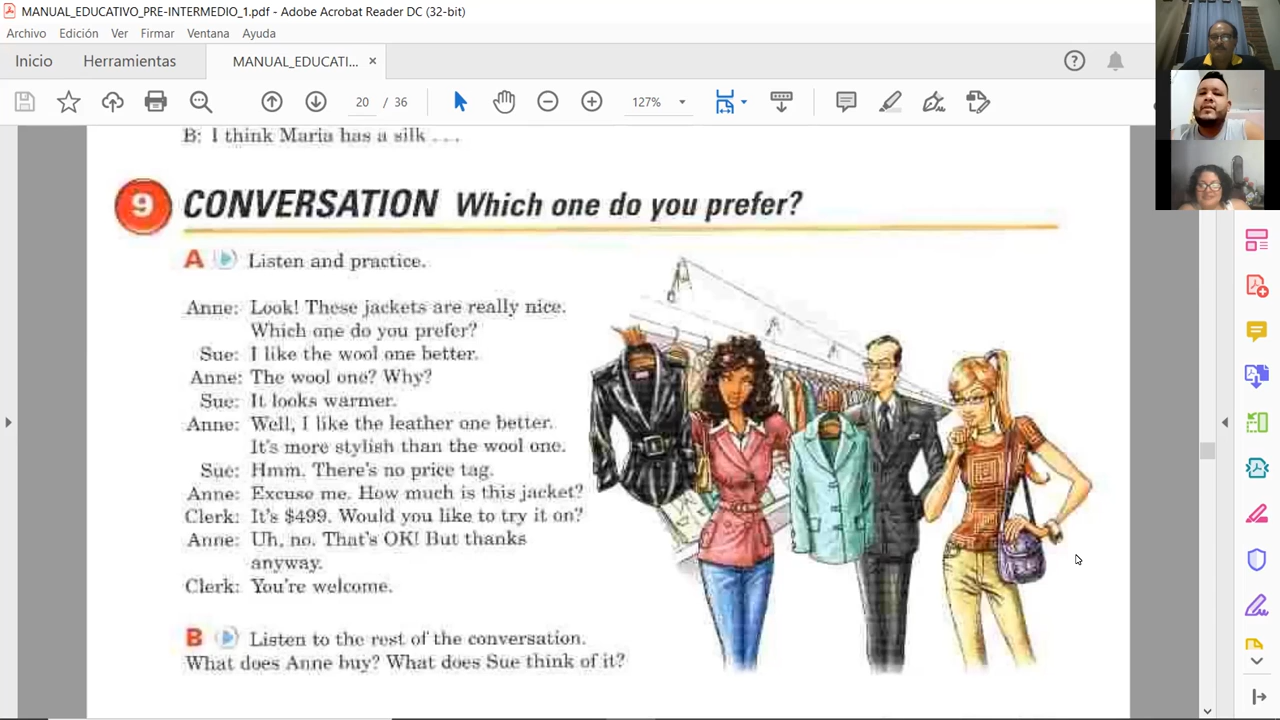 MANUAL_EDUCATIVO_PRE-INTERMEDIO_1.pdf - Adobe Acrobat Reader DC (32-bit)
Archivo Edición Ver Firmar Ventana Ayuda
Inicio Herramientas MANUAL_EDUCATI... ×
20 / 36 127%
B: I think Maria has a silk . . .
9 CONVERSATION Which one do you prefer?
A Listen and practice.
Anne: Look! These jackets are really nice.
Which one do you prefer?
Sue: I like the wool one better.
Anne: The wool one? Why?
Sue: It looks warmer.
Anne: Well, I like the leather one better.
It's more stylish than the wool one.
Sue: Hmm. There's no price tag.
Anne: Excuse me. How much is this jacket?
Clerk: It's $499. Would you like to try it on?
Anne: Uh, no. That's OK! But thanks
anyway.
Clerk: You're welcome.
B Listen to the rest of the conversation.
What does Anne buy? What does Sue think of it?